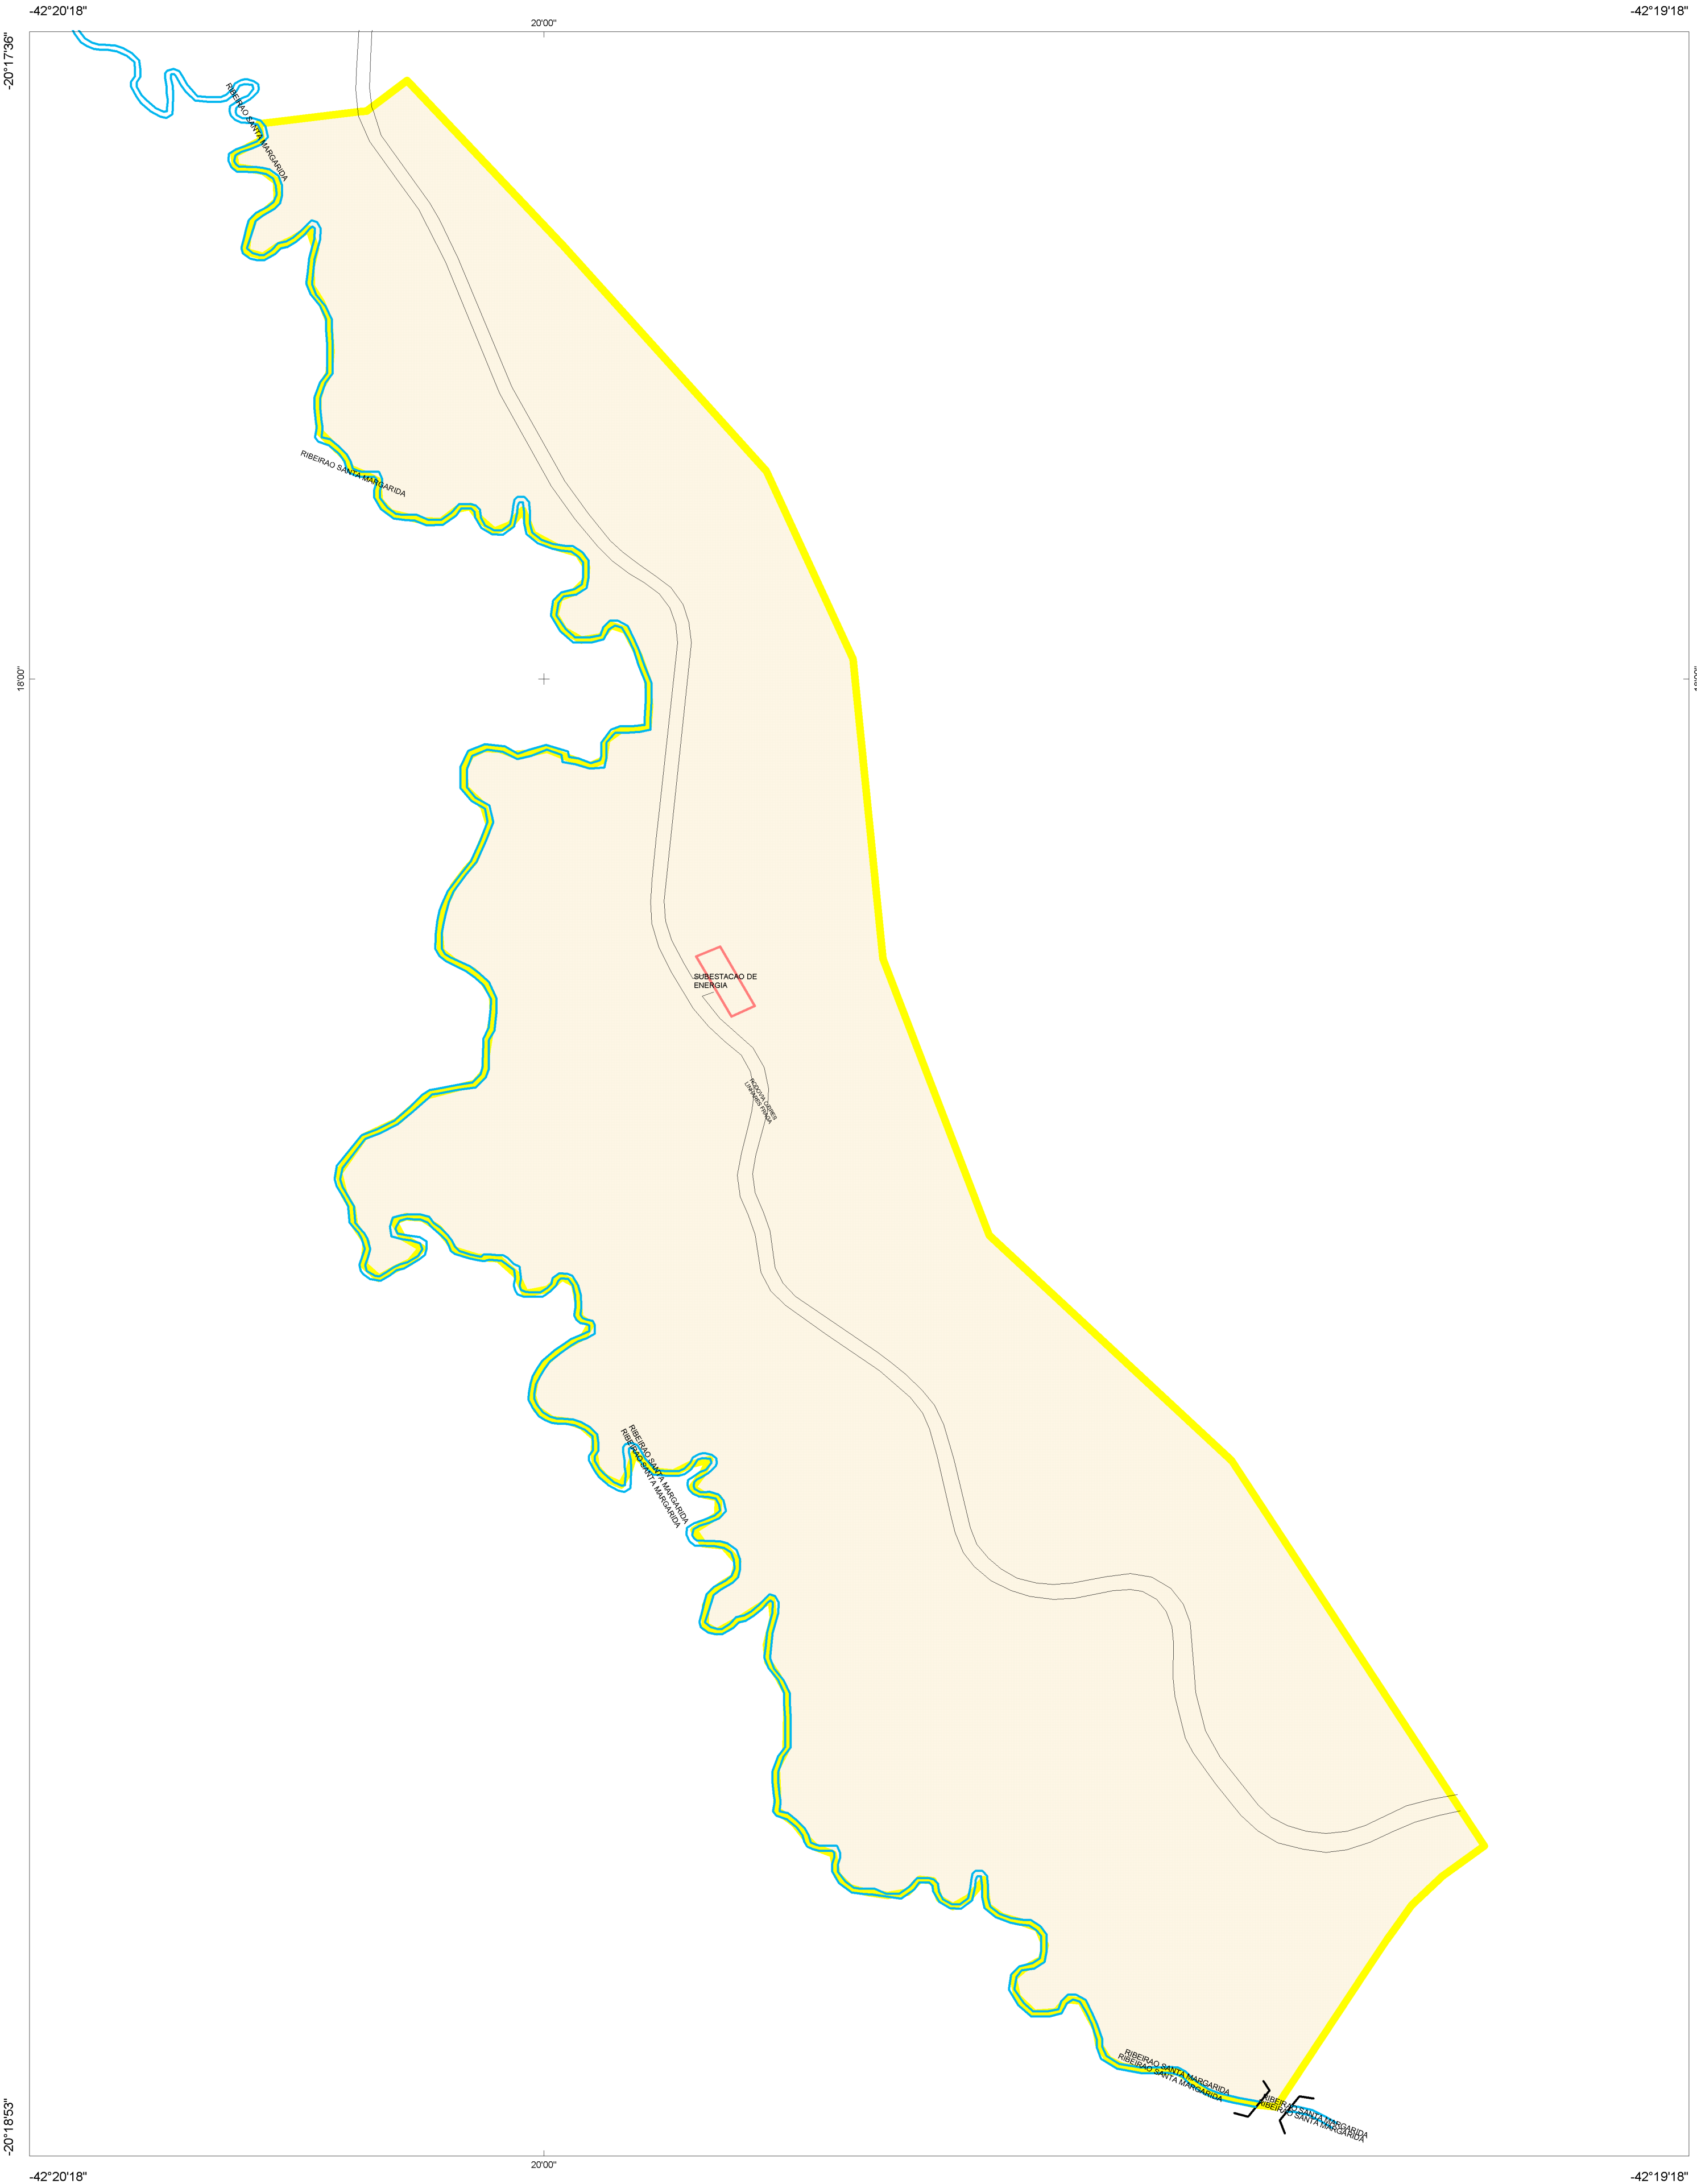 -42°20'18"
-42°19'18"
20'00"
-20°17'36"
RIBEIRAO SANTA MARGARIDA
RIBEIRAO SANTA MARGARIDA
18'00"
SUBESTACAO DE
ENERGIA
LINHARES FRAGA
RIBEIRAO SANTA MARGARIDA
RIBEIRAO SANTA MARGARIDA
RIBEIRAO SANTA MARGARIDA
RIBEIRAO SANTA MARGARIDA
RIBEIRAO SANTA MARGARIDA
RIBEIRAO SANTA MARGARIDA
-20°18'53"
-42°20'18"
20'00"
-42°19'18"